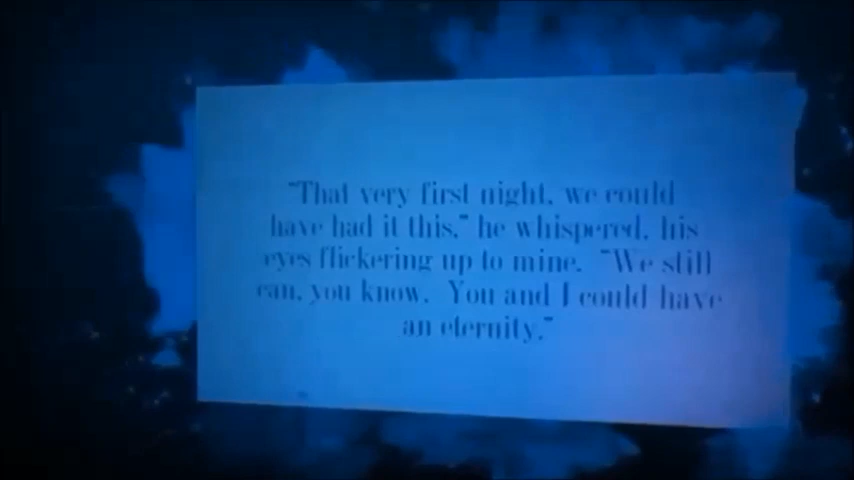 "That very first night, we could
have had it this," he whispered, his
eyes flickering up to mine. "We still
can, you know. You and I could have
an eternity."